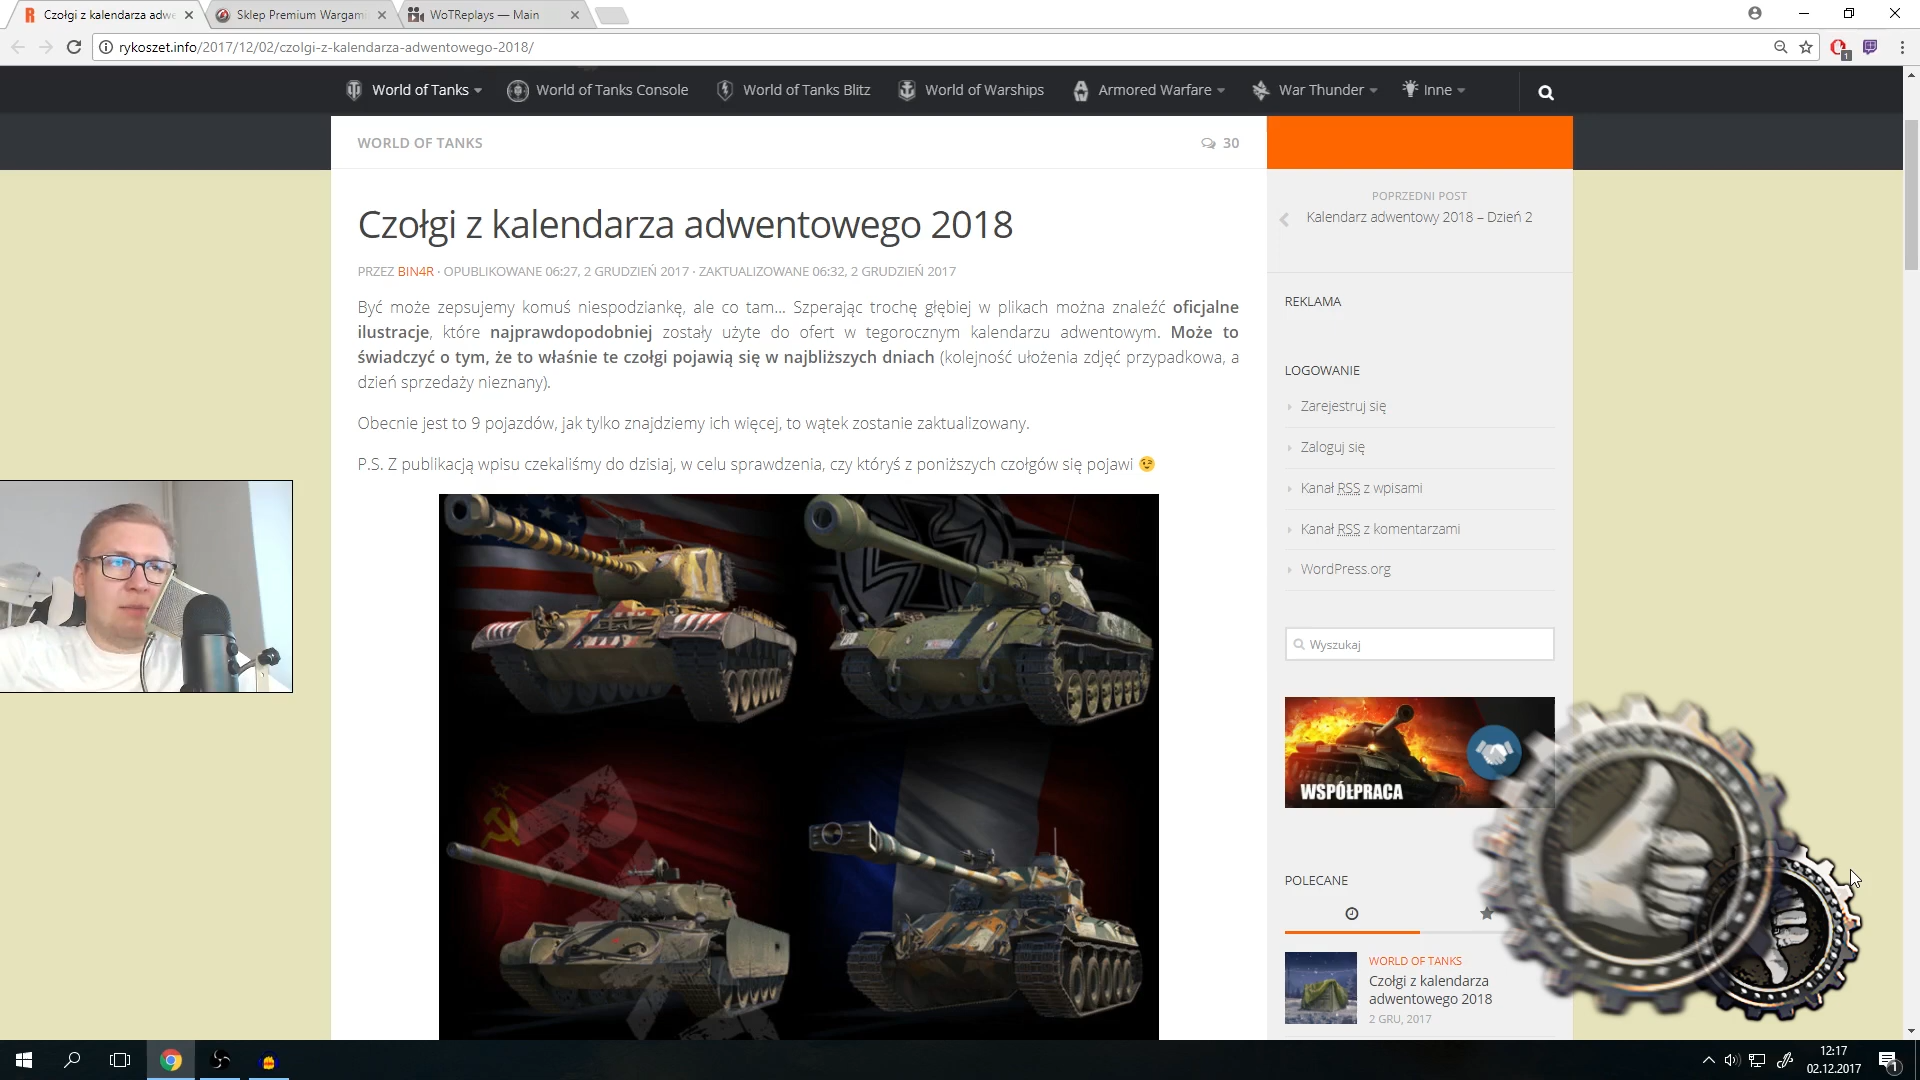 Czołgi z kalendarza adwe
Sklep Premium Wargami
WoTReplays — Main
rykoszet.info/2017/12/02/czolgi-z-kalendarza-adwentowego-2018/
1
World of Tanks
World of Tanks Console
World of Tanks Blitz
World of Warships
Armored Warfare
War Thunder
Inne
WORLD OF TANKS
30
Czołgi z kalendarza adwentowego 2018
PRZEZ BIN4R · OPUBLIKOWANE 06:27, 2 GRUDZIEŃ 2017 · ZAKTUALIZOWANE 06:32, 2 GRUDZIEŃ 2017
Być może zepsujemy komuś niespodziankę, ale co tam... Szperając trochę głębiej w plikach można znaleźć oficjalne
ilustracje, które najprawdopodobniej zostały użyte do ofert w tegorocznym kalendarzu adwentowym. Może to
świadczyć o tym, że to właśnie te czołgi pojawią się w najbliższych dniach (kolejność ułożenia zdjęć przypadkowa, a
dzień sprzedaży nieznany).
Obecnie jest to 9 pojazdów, jak tylko znajdziemy ich więcej, to wątek zostanie zaktualizowany.
P.S. Z publikacją wpisu czekaliśmy do dzisiaj, w celu sprawdzenia, czy któryś z poniższych czołgów się pojawi 😉
POPRZEDNI POST
Kalendarz adwentowy 2018 – Dzień 2
REKLAMA
LOGOWANIE
Zarejestruj się
Zaloguj się
Kanał RSS z wpisami
Kanał RSS z komentarzami
WordPress.org
Wyszukaj
WSPÓŁPRACA
POLECANE
WORLD OF TANKS
Czołgi z kalendarza
adwentowego 2018
2 GRU, 2017
12:17
02.12.2017
1